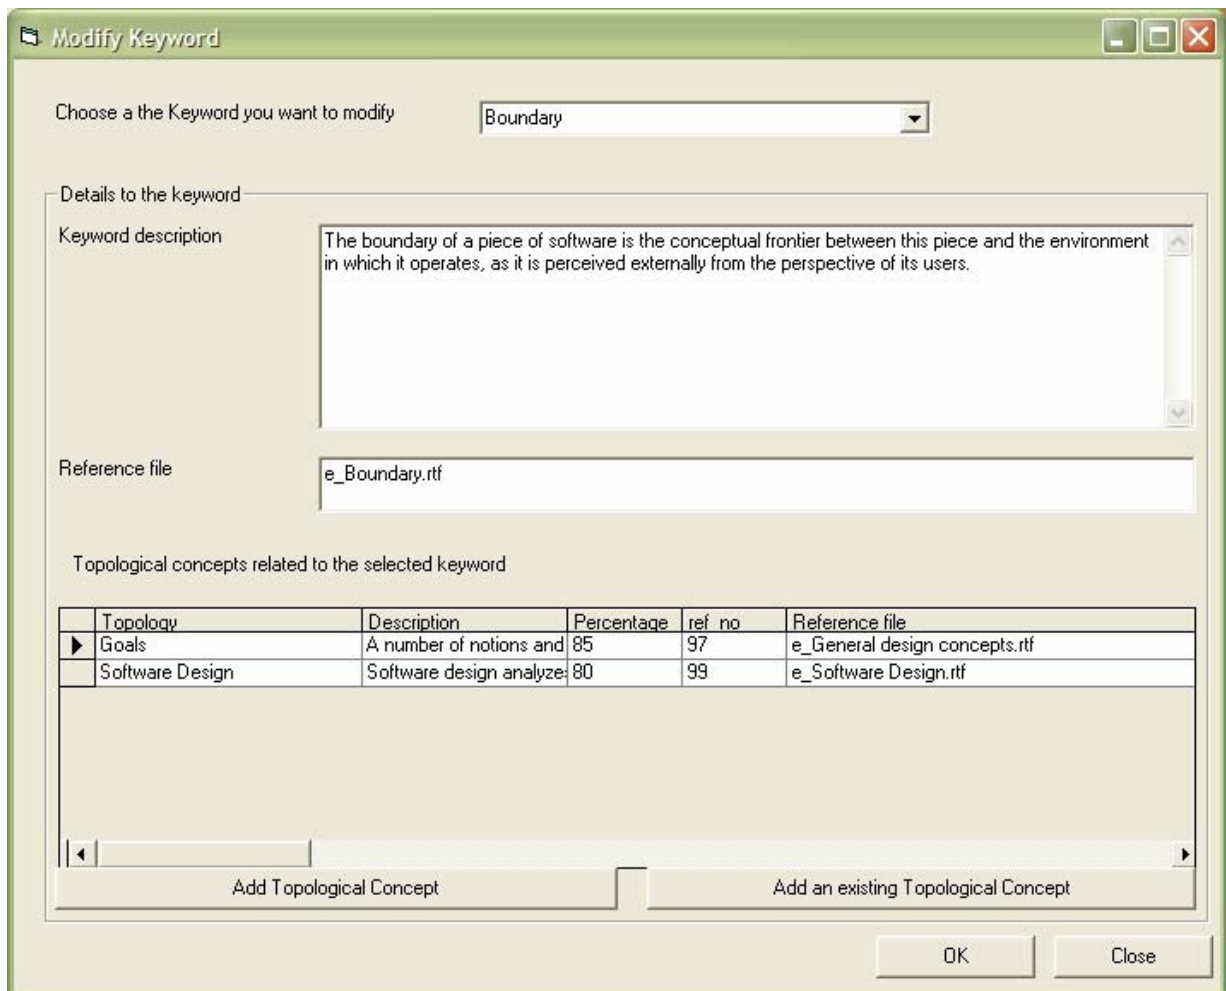 Modify Keyword
Choose a the Keyword you want to modify
Boundary
Details to the keyword
Keyword description
The boundary of a piece of software is the conceptual frontier between this piece and the environment
in which it operates, as it is perceived externally from the perspective of its users.
Reference file
e_Boundary.rtf
Topological concepts related to the selected keyword
Topology Description Percentage ref_no Reference file
Goals A number of notions and 85 97 e_General design concepts.rtf
Software Design Software design analyze 80 99 e_Software Design.rtf
Add Topological Concept Add an existing Topological Concept
OK Close